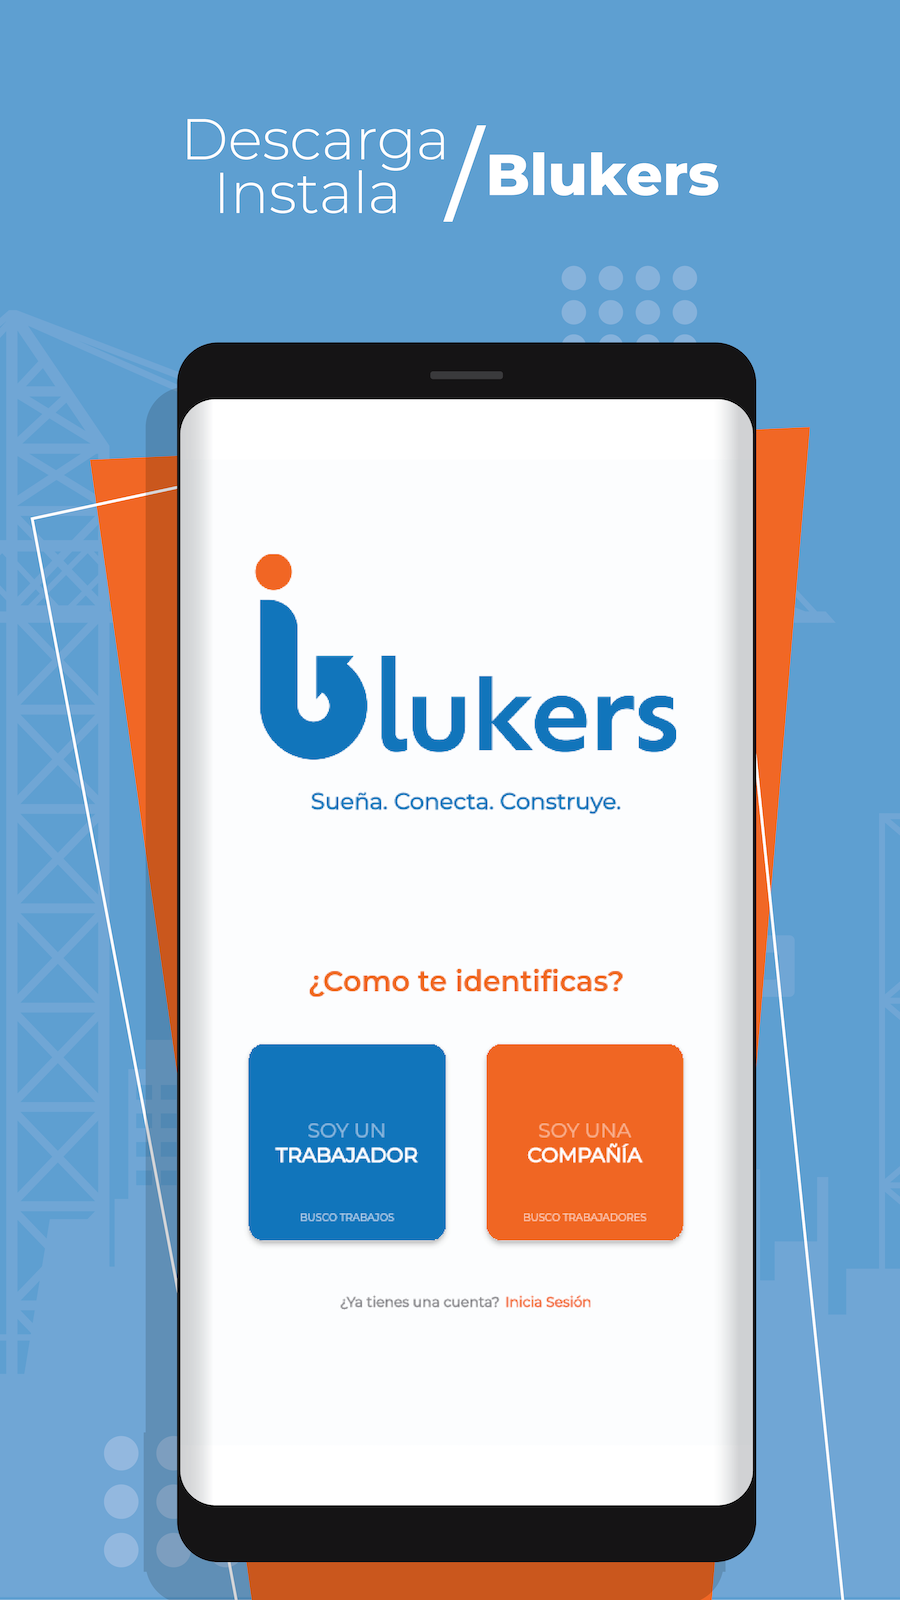 Descarga
Instala
/Blukers
blukers
Sueña. Conecta. Construye.
¿Como te identificas?
SOY UN
TRABAJADOR
BUSCO TRABAJOS
SOY UNA
COMPAÑÍA
BUSCO TRABAJADORES
¿Ya tienes una cuenta? Inicia Sesión